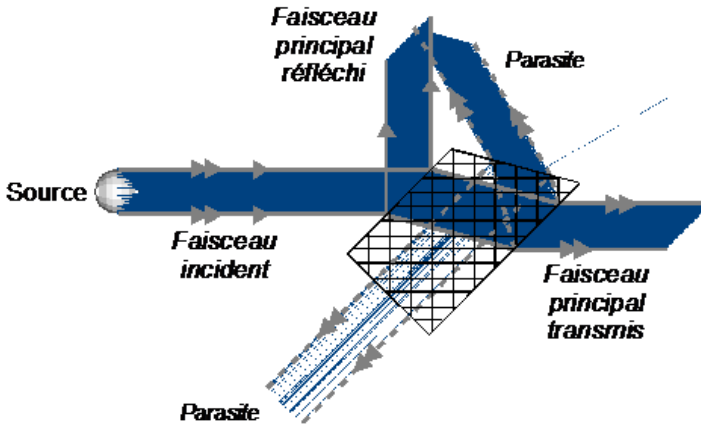 Faisceau
principal
réfléchi
Parasite
Source
Faisceau
incident
Faisceau
principal
transmis
Parasite